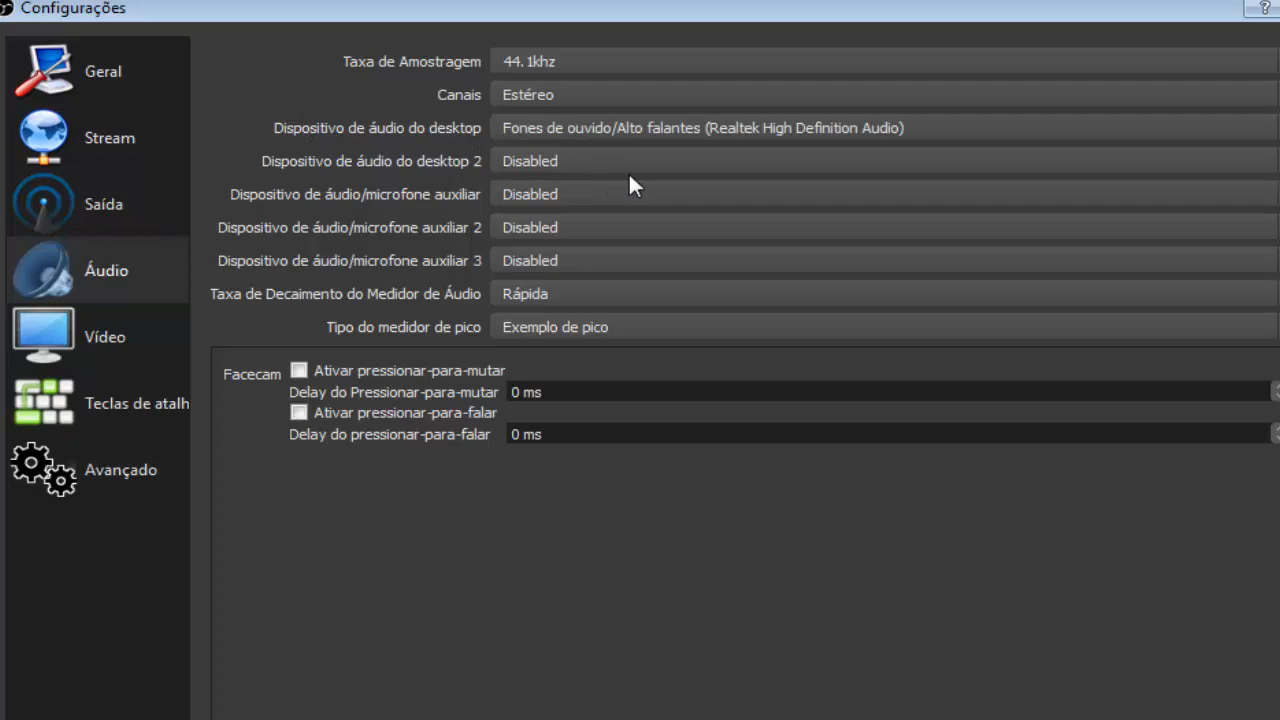 Configurações
?
Geral
Stream
Saída
Áudio
Vídeo
Teclas de atalh
Avançado
Taxa de Amostragem 44.1khz
Canais Estéreo
Dispositivo de áudio do desktop Fones de ouvido/Alto falantes (Realtek High Definition Audio)
Dispositivo de áudio do desktop 2 Disabled
Dispositivo de áudio/microfone auxiliar Disabled
Dispositivo de áudio/microfone auxiliar 2 Disabled
Dispositivo de áudio/microfone auxiliar 3 Disabled
Taxa de Decaimento do Medidor de Áudio Rápida
Tipo do medidor de pico Exemplo de pico
Facecam Ativar pressionar-para-mutar
Delay do Pressionar-para-mutar 0 ms
Ativar pressionar-para-falar
Delay do pressionar-para-falar 0 ms